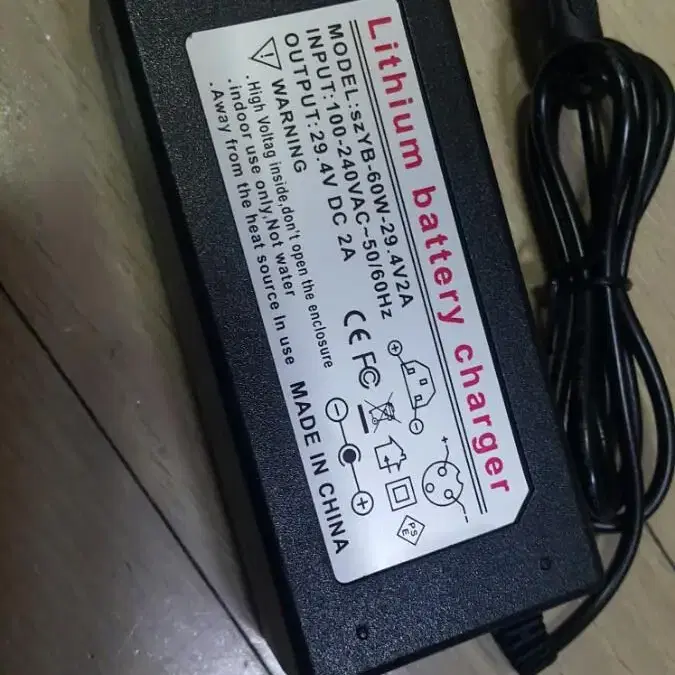 Lithium battery charger
MODEL:szYB-60W-29.4V2A
INPUT:100-240VAC~50/60Hz
OUTPUT:29.4V DC 2A
WARNING
.High Voltag inside,don't open the enclosure
.indoor use only,Not water
.Away from the heat source In use
CE FC
MADE IN CHINA
PS
E